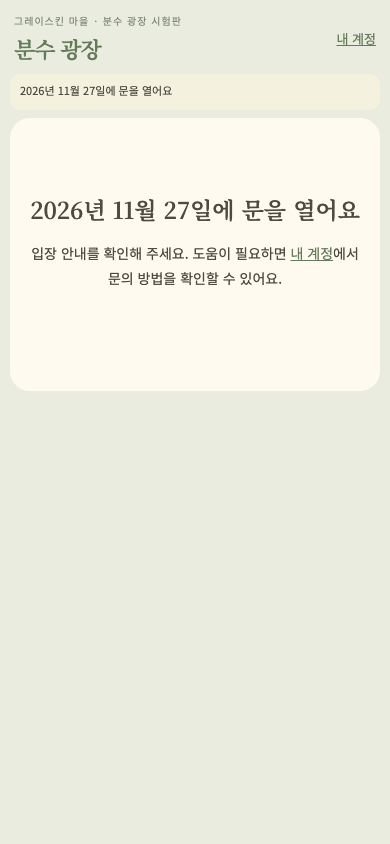 그레이스킨 마을 · 분수 광장 시험판
분수 광장
내 계정
2026년 11월 27일에 문을 열어요
2026년 11월 27일에 문을 열어요
입장 안내를 확인해 주세요. 도움이 필요하면 내 계정에서
문의 방법을 확인할 수 있어요.